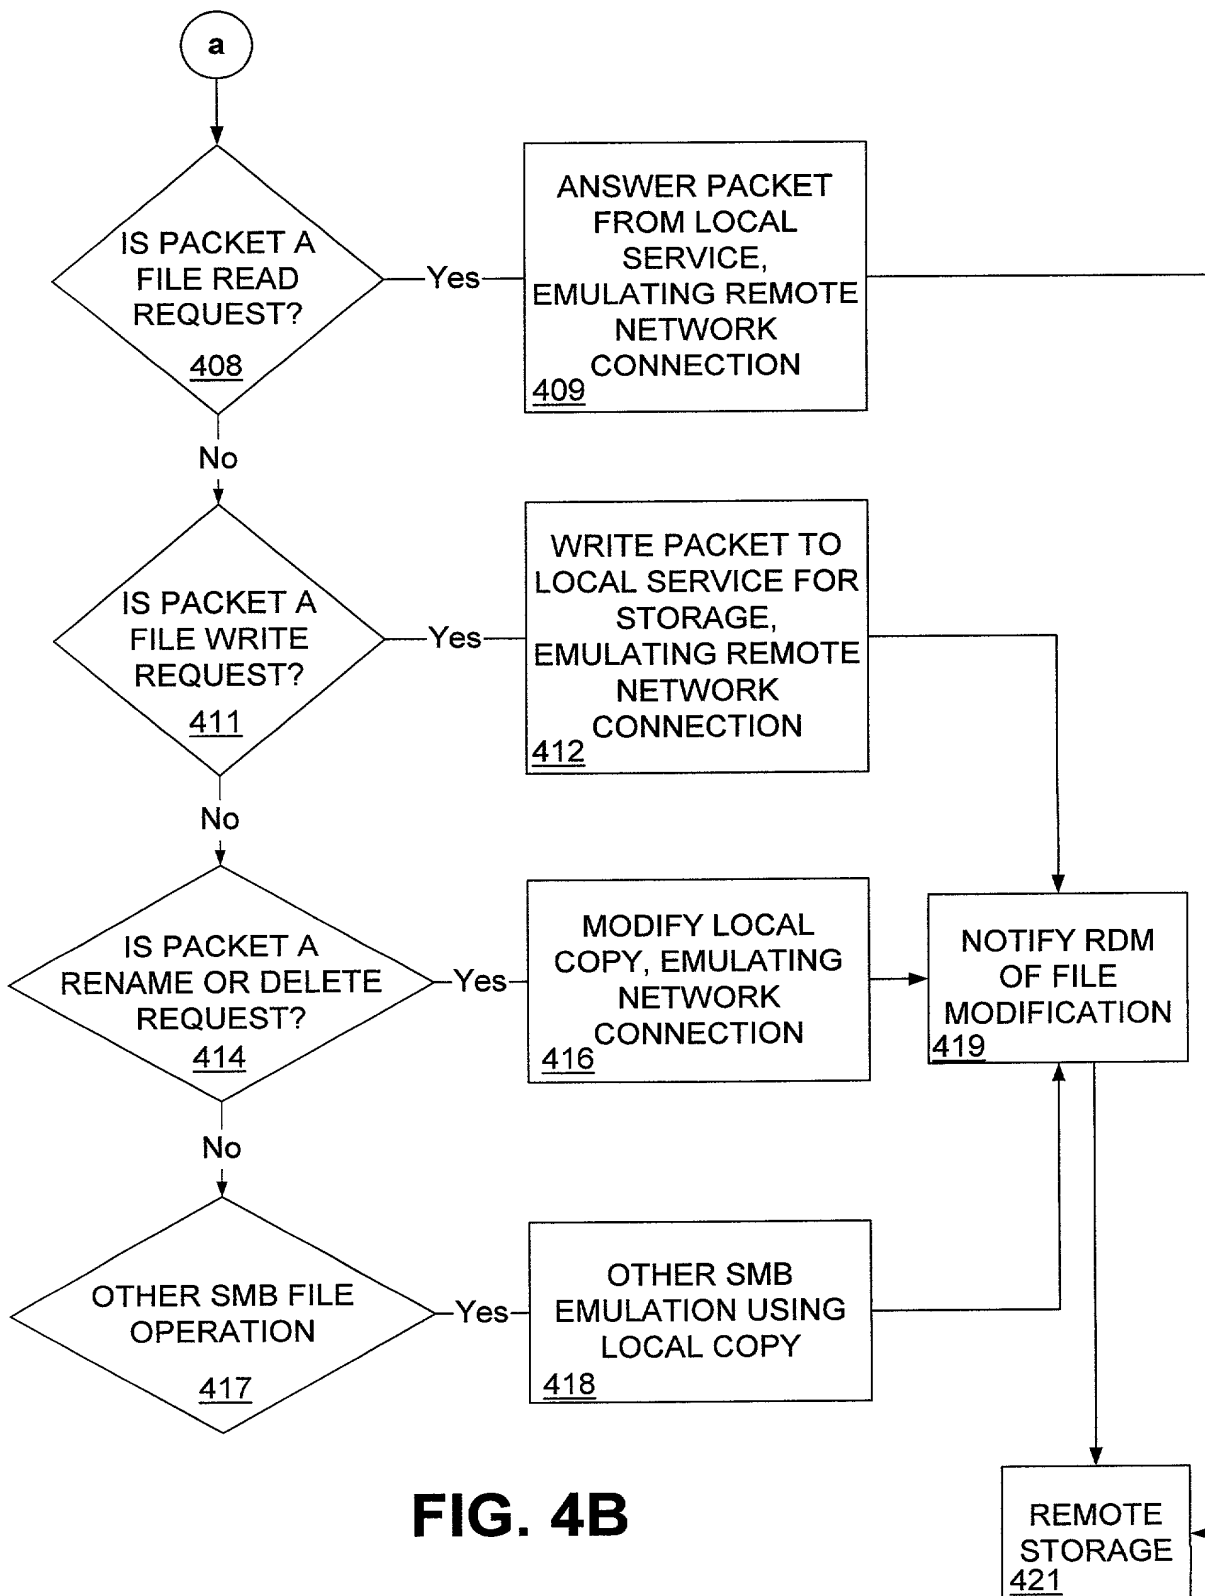 a
IS PACKET A
FILE READ
REQUEST?
408
Yes
ANSWER PACKET
FROM LOCAL
SERVICE,
EMULATING REMOTE
NETWORK
CONNECTION
409
No
IS PACKET A
FILE WRITE
REQUEST?
411
Yes
WRITE PACKET TO
LOCAL SERVICE FOR
STORAGE,
EMULATING REMOTE
NETWORK
CONNECTION
412
No
IS PACKET A
RENAME OR DELETE
REQUEST?
414
Yes
MODIFY LOCAL
COPY, EMULATING
NETWORK
CONNECTION
416
NOTIFY RDM
OF FILE
MODIFICATION
419
No
OTHER SMB FILE
OPERATION
417
Yes
OTHER SMB
EMULATION USING
LOCAL COPY
418
REMOTE
STORAGE
421
FIG. 4B